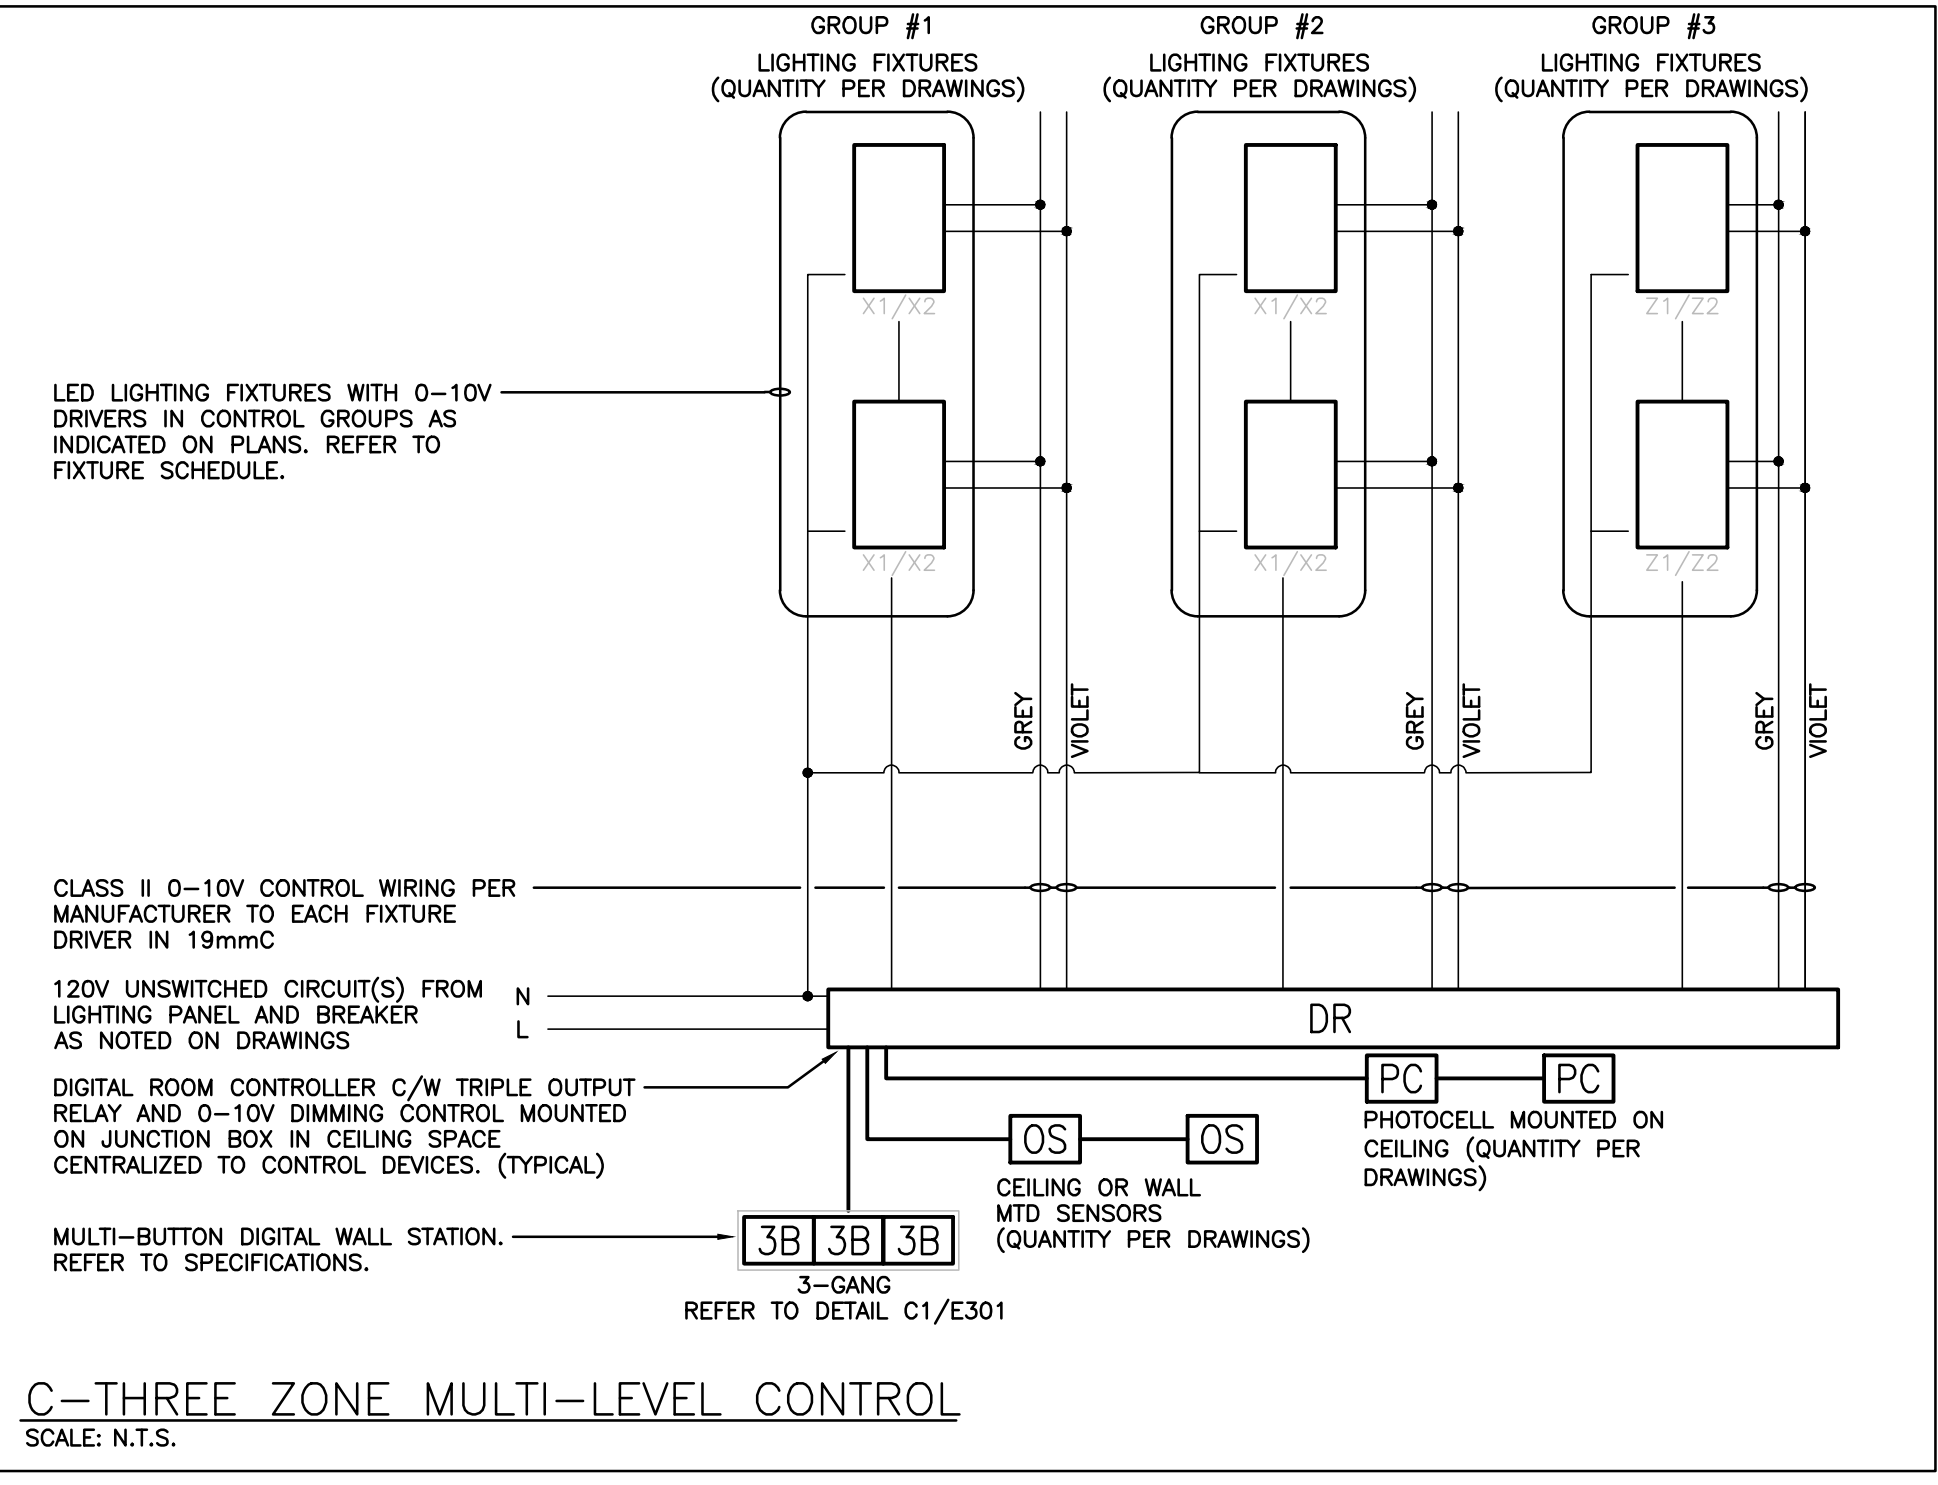 GROUP #1
GROUP #2
GROUP #3
LIGHTING FIXTURES
(QUANTITY PER DRAWINGS)
LIGHTING FIXTURES
(QUANTITY PER DRAWINGS)
LIGHTING FIXTURES
(QUANTITY PER DRAWINGS)
X1/X2
X1/X2
Z1/Z2
LED LIGHTING FIXTURES WITH 0-10V
DRIVERS IN CONTROL GROUPS AS
INDICATED ON PLANS. REFER TO
FIXTURE SCHEDULE.
X1/X2
X1/X2
Z1/Z2
GREY
VIOLET
GREY
VIOLET
GREY
VIOLET
CLASS II 0-10V CONTROL WIRING PER
MANUFACTURER TO EACH FIXTURE
DRIVER IN 19mmC
120V UNSWITCHED CIRCUIT(S) FROM
LIGHTING PANEL AND BREAKER
AS NOTED ON DRAWINGS
N
L
DR
DIGITAL ROOM CONTROLLER C/W TRIPLE OUTPUT
RELAY AND 0-10V DIMMING CONTROL MOUNTED
ON JUNCTION BOX IN CEILING SPACE
CENTRALIZED TO CONTROL DEVICES. (TYPICAL)
PC
PC
PHOTOCELL MOUNTED ON
CEILING (QUANTITY PER
DRAWINGS)
OS
OS
CEILING OR WALL
MTD SENSORS
(QUANTITY PER DRAWINGS)
MULTI-BUTTON DIGITAL WALL STATION.
REFER TO SPECIFICATIONS.
3B 3B 3B
3-GANG
REFER TO DETAIL C1/E301
C-THREE ZONE MULTI-LEVEL CONTROL
SCALE: N.T.S.